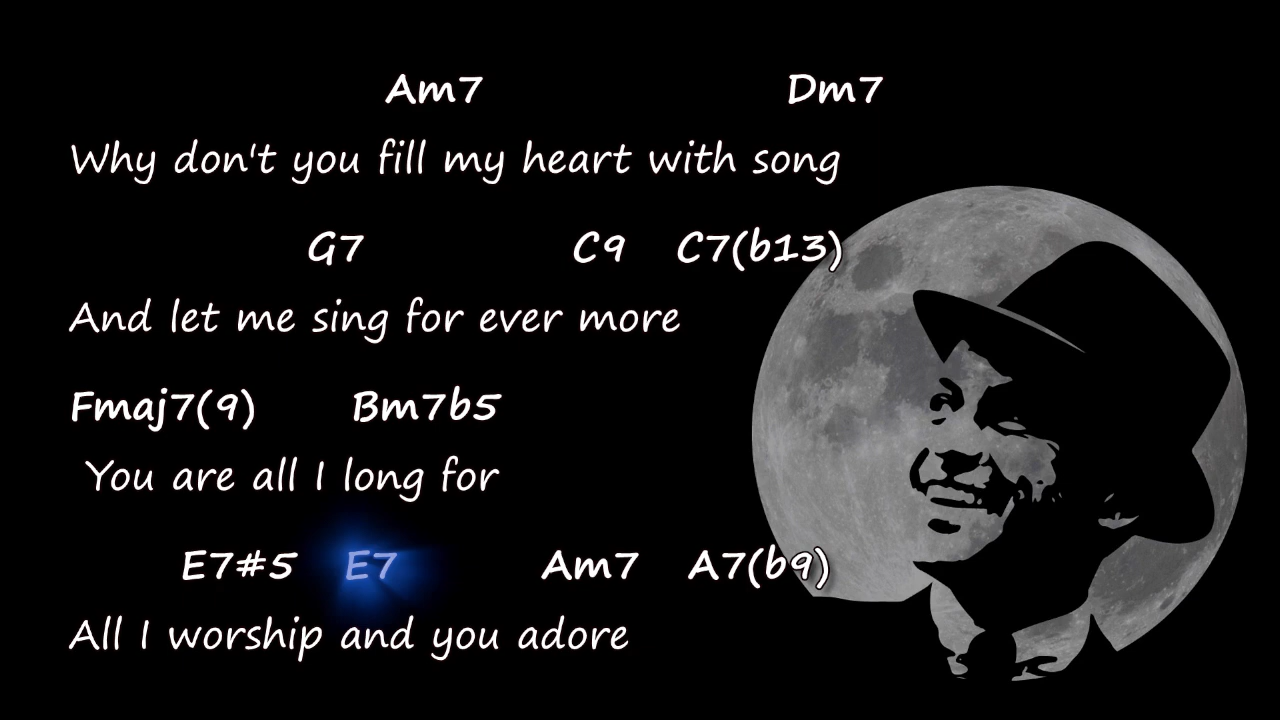 Am7 Dm7
Why don't you fill my heart with song
G7 C9 C7(b13)
And let me sing for ever more
Fmaj7(9) Bm7b5
You are all I long for
E7#5 E7 Am7 A7(b9)
All I worship and you adore